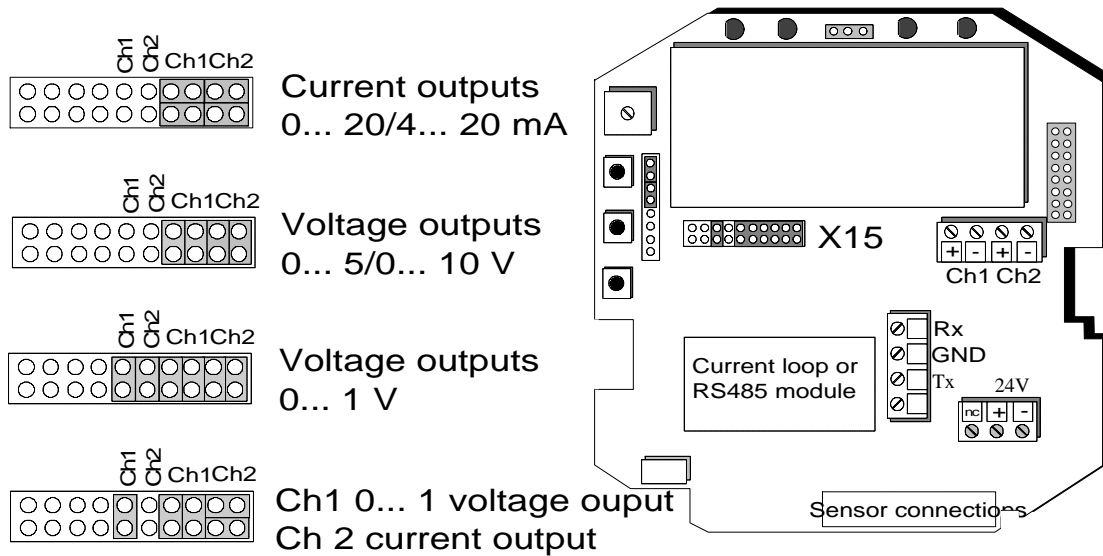 Ch1 Ch2 Ch1Ch2
Current outputs
0... 20/4... 20 mA
Ch1 Ch2 Ch1Ch2
Voltage outputs
0... 5/0... 10 V
Ch1 Ch2 Ch1Ch2
Voltage outputs
0... 1 V
Ch1 Ch2 Ch1Ch2
Ch1 0... 1 voltage ouput
Ch 2 current output
X15
+ - + -
Ch1 Ch2
Rx
GND
Tx
Current loop or
RS485 module
24V
nc + -
Sensor connections